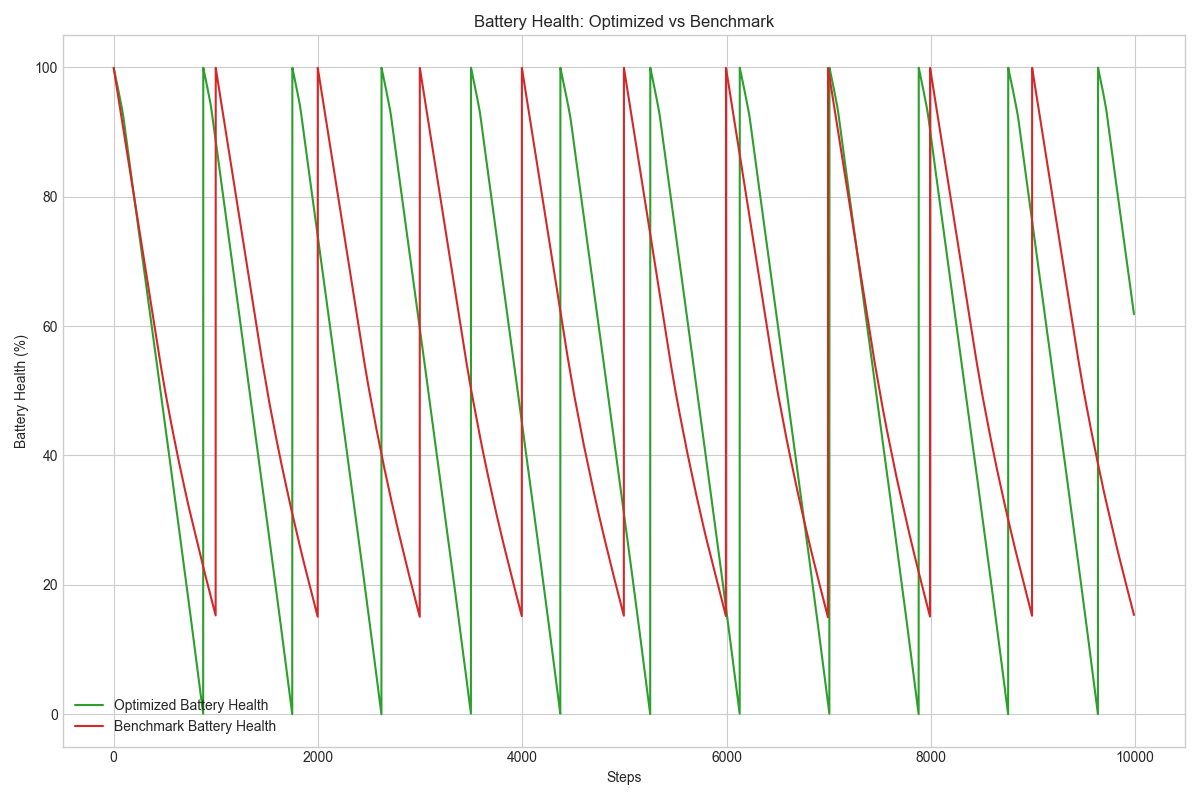 Battery Health: Optimized vs Benchmark
Battery Health (%)
100
80
60
40
20
0
Optimized Battery Health
Benchmark Battery Health
0 2000 4000 6000 8000 10000
Steps